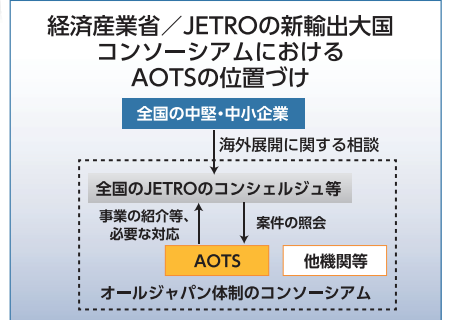 経済産業省／JETROの新輸出大国
コンソーシアムにおける
AOTSの位置づけ
全国の中堅・中小企業
海外展開に関する相談
全国のJETROのコンシェルジュ等
事業の紹介等、
必要な対応
案件の照会
AOTS
他機関等
オールジャパン体制のコンソーシアム